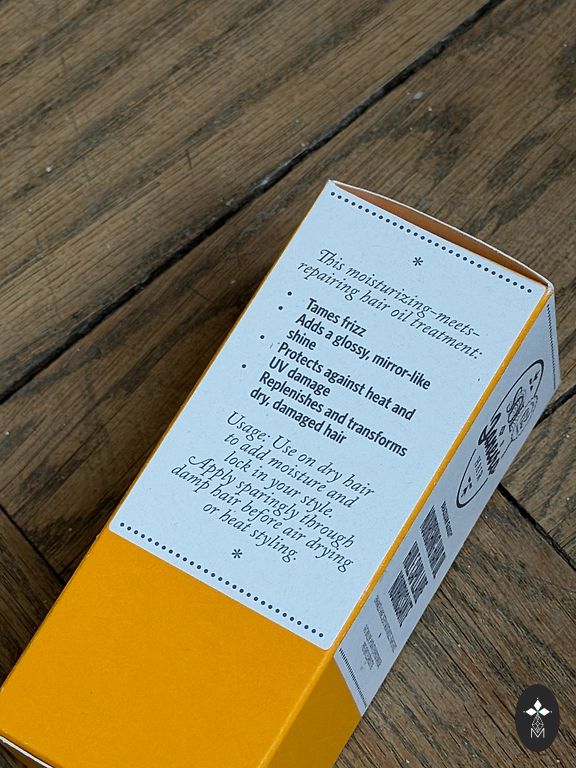 This moisturizing-meets-
repairing hair oil treatment:
• Tames frizz
• Adds a glossy, mirror-like
shine
• Protects against heat and
UV damage
• Replenishes and transforms
dry, damaged hair
Usage: Use on dry hair
to add moisture and
lock in your style.
Apply sparingly through
damp hair before air drying
or heat styling.
M